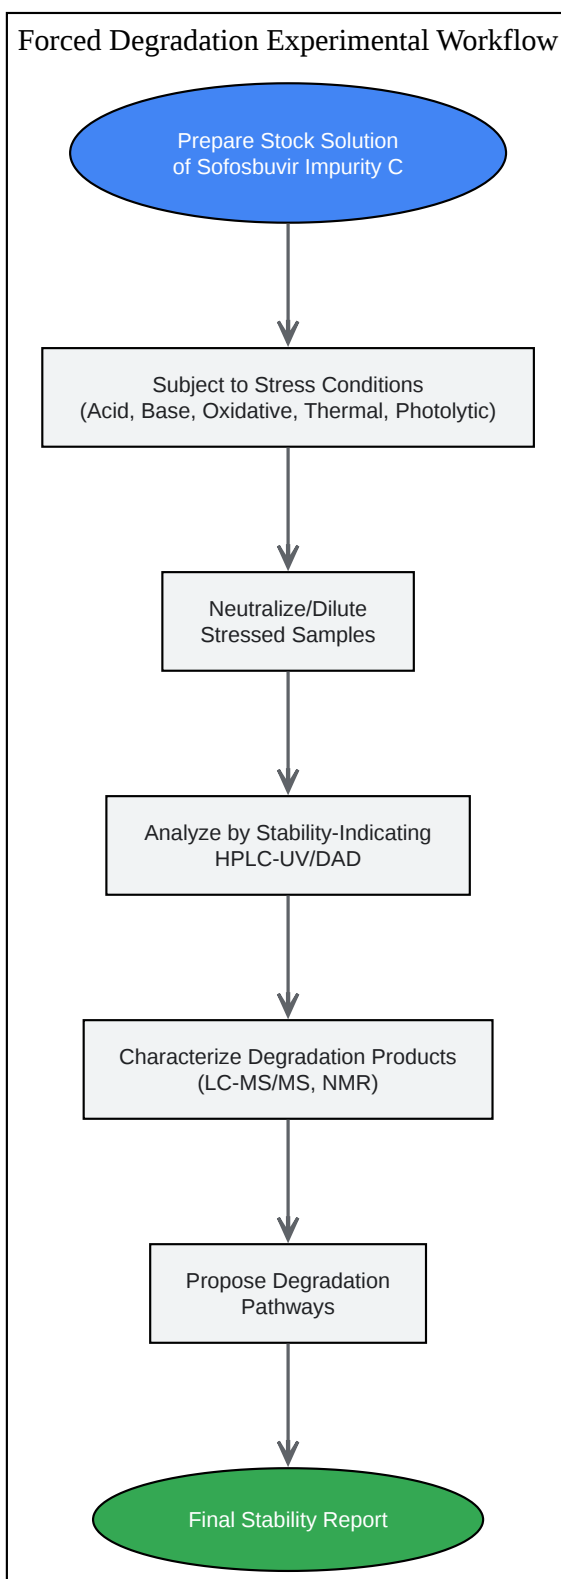 Forced Degradation Experimental Workflow
Prepare Stock Solution
of Sofosbuvir Impurity C
Subject to Stress Conditions
(Acid, Base, Oxidative, Thermal, Photolytic)
Neutralize/Dilute
Stressed Samples
Analyze by Stability-Indicating
HPLC-UV/DAD
Characterize Degradation Products
(LC-MS/MS, NMR)
Propose Degradation
Pathways
Final Stability Report